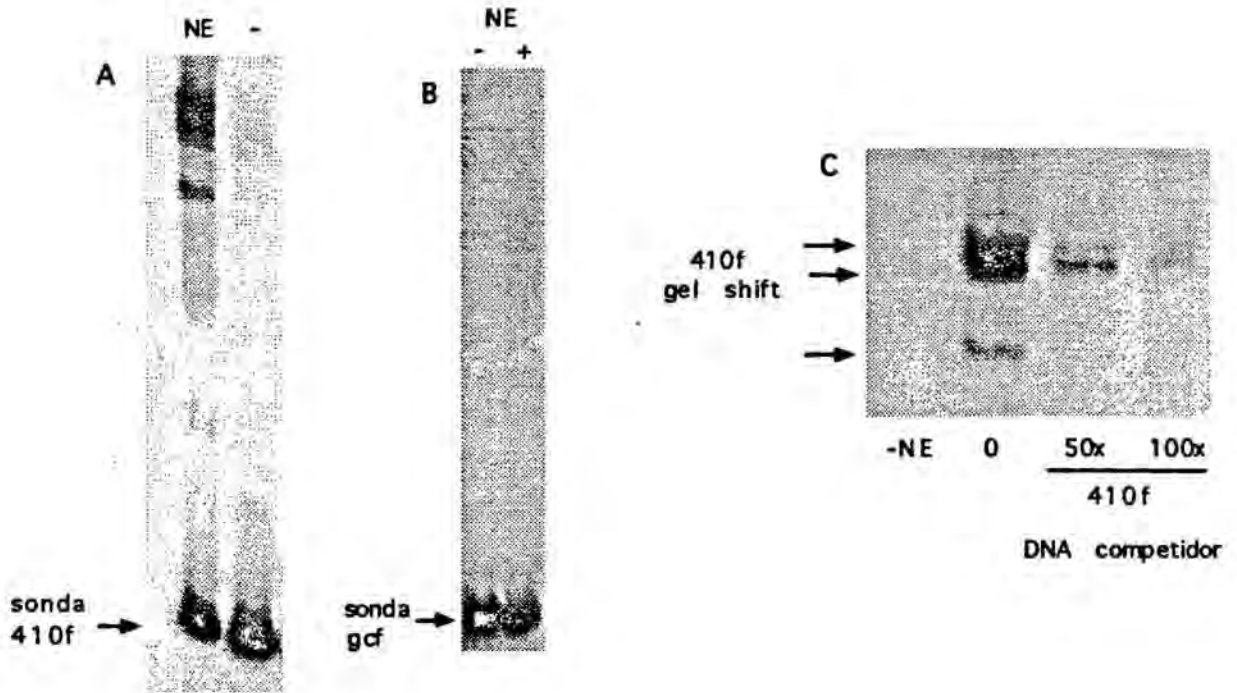 NE -
A
sonda
410f
NE
- +
B
sonda
gcf
C
410f
gel shift
-NE 0 50x 100x
410f
DNA competidor